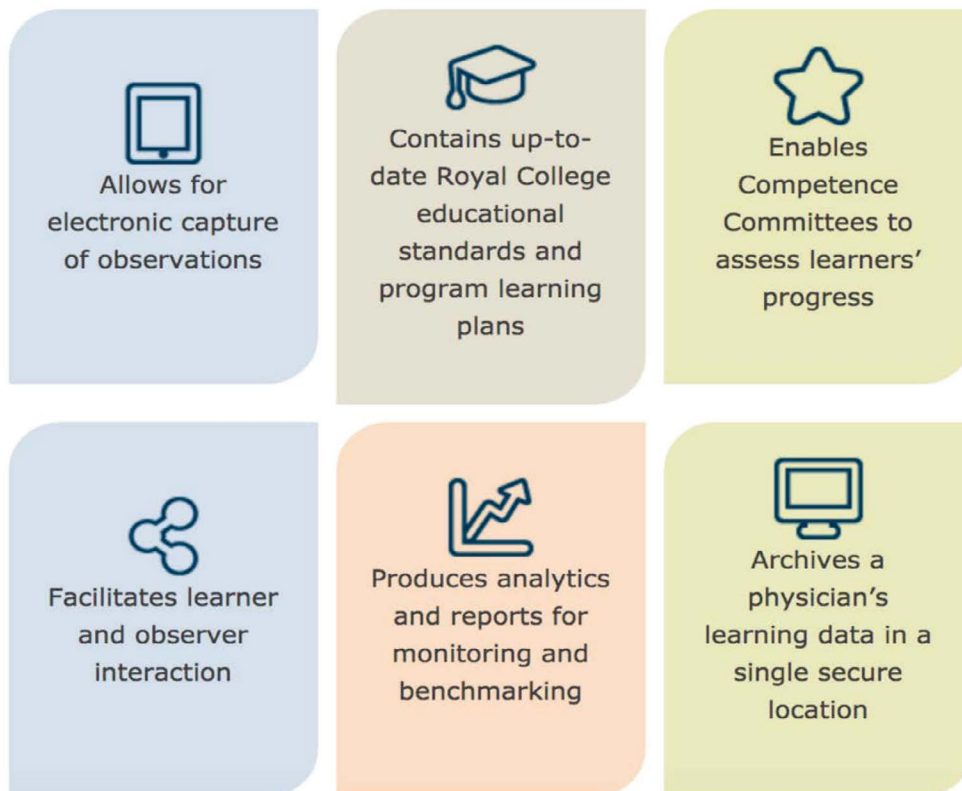 Allows for
electronic capture
of observations
Contains up-to-
date Royal College
educational
standards and
program learning
plans
Enables
Competence
Committees to
assess learners’
progress
Facilitates learner
and observer
interaction
Produces analytics
and reports for
monitoring and
benchmarking
Archives a
physician’s
learning data in a
single secure
location